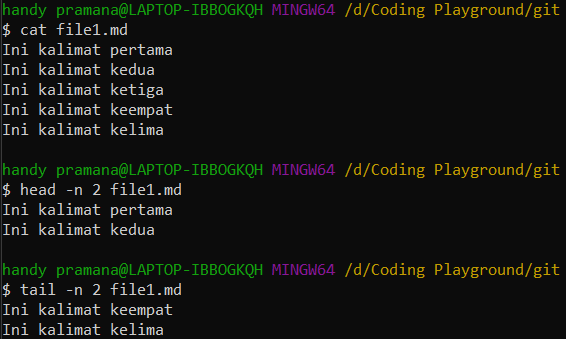 handy pramana@LAPTOP-IBBOGKQH MINGW64 /d/Coding Playground/git
$ cat file1.md
Ini kalimat pertama
Ini kalimat kedua
Ini kalimat ketiga
Ini kalimat keempat
Ini kalimat kelima
handy pramana@LAPTOP-IBBOGKQH MINGW64 /d/Coding Playground/git
$ head -n 2 file1.md
Ini kalimat pertama
Ini kalimat kedua
handy pramana@LAPTOP-IBBOGKQH MINGW64 /d/Coding Playground/git
$ tail -n 2 file1.md
Ini kalimat keempat
Ini kalimat kelima